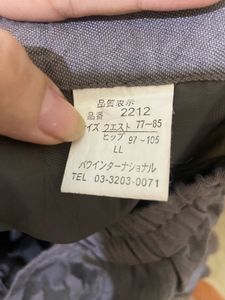 品質表示
品番 2212
イズ ウエスト 77~85
ヒップ 97~105
LL
パウインターナショナル
TEL 03-3203-0071